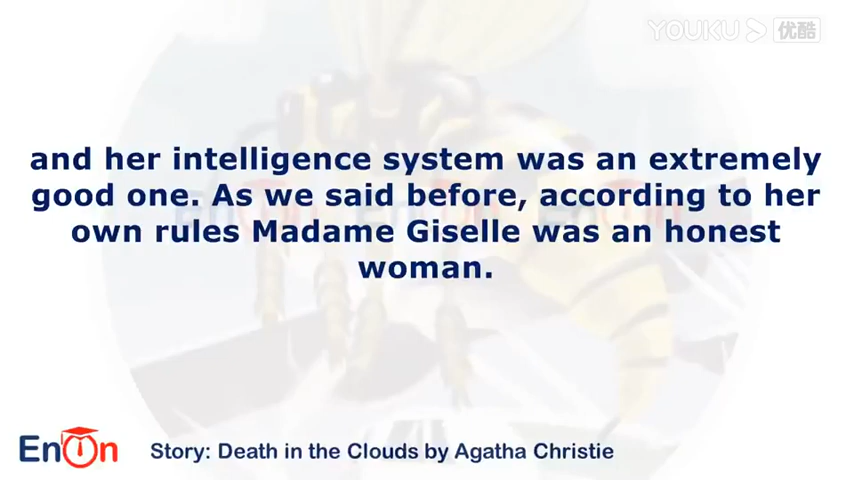 YOUKU 优酷
and her intelligence system was an extremely
good one. As we said before, according to her
own rules Madame Giselle was an honest
woman.
EnOn
Story: Death in the Clouds by Agatha Christie